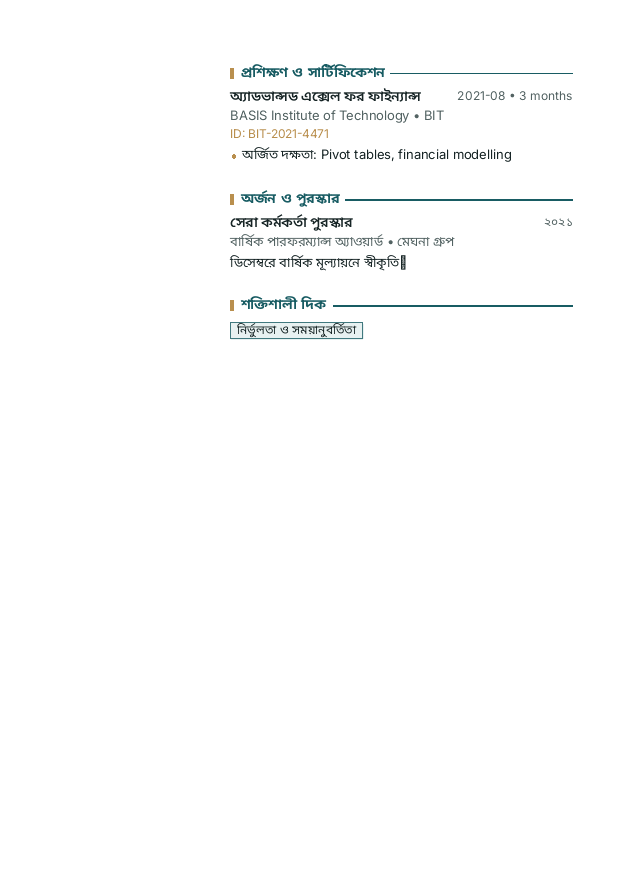 প্রশিক্ষণ ও সার্টিফিকেশন
অ্যাডভান্সড এক্সেল ফর ফাইন্যান্স 2021-08 • 3 months
BASIS Institute of Technology • BIT
ID: BIT-2021-4471
• অর্জিত দক্ষতা: Pivot tables, financial modelling
অর্জন ও পুরস্কার
সেরা কর্মকর্তা পুরস্কার ২০২১
বার্ষিক পারফরম্যান্স অ্যাওয়ার্ড • মেঘনা গ্রুপ
ডিসেম্বরে বার্ষিক মূল্যায়নে স্বীকৃতি
শক্তিশালী দিক
নির্ভুলতা ও সময়ানুবর্তিতা